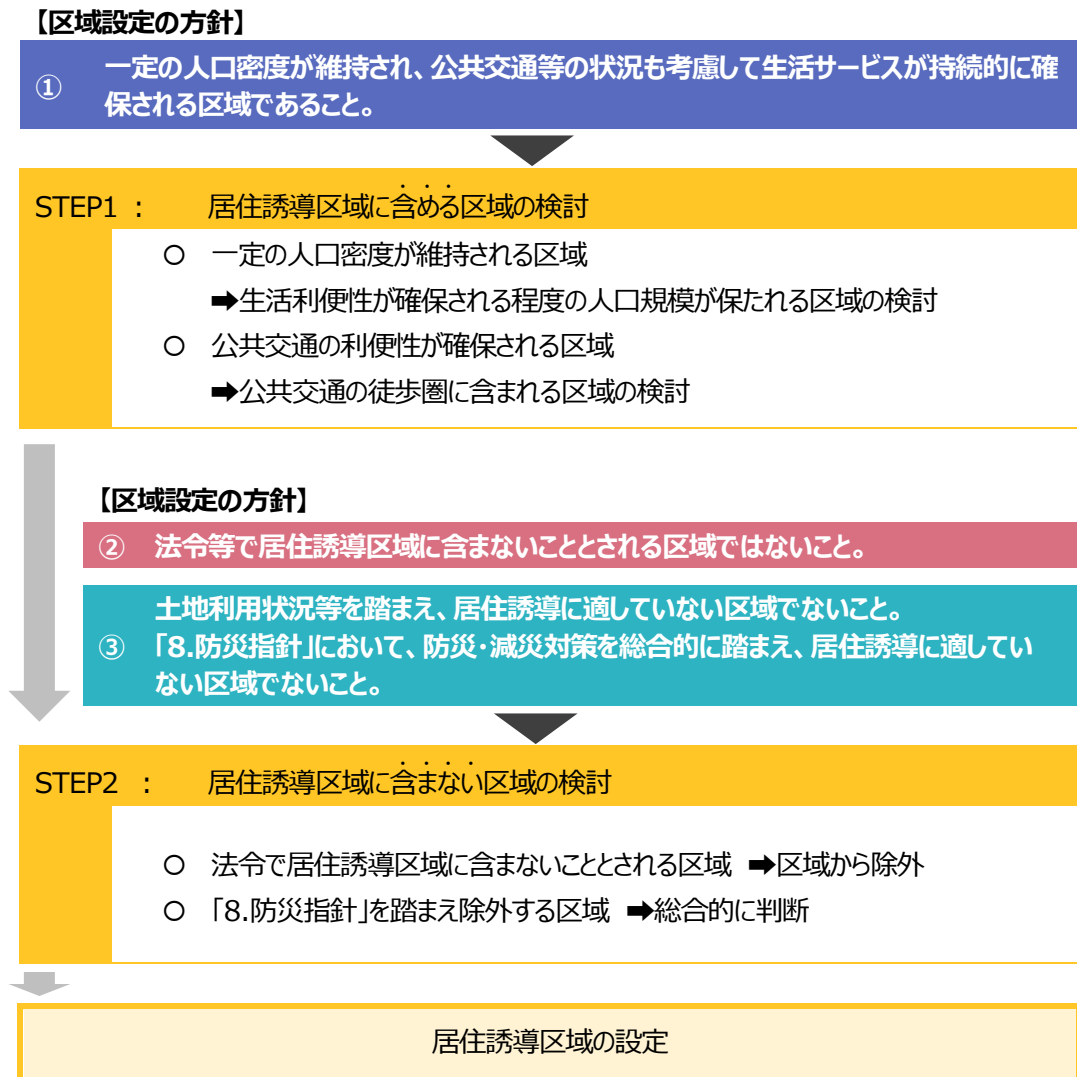 【区域設定の方針】
① 一定の人口密度が維持され、公共交通等の状況も考慮して生活サービスが持続的に確
保される区域であること。
STEP1 : 居住誘導区域に含める区域の検討
○ 一定の人口密度が維持される区域
➡生活利便性が確保される程度の人口規模が保たれる区域の検討
○ 公共交通の利便性が確保される区域
➡公共交通の徒歩圏に含まれる区域の検討
【区域設定の方針】
② 法令等で居住誘導区域に含まないこととされる区域ではないこと。
土地利用状況等を踏まえ、居住誘導に適していない区域でないこと。
③ 「8.防災指針」において、防災・減災対策を総合的に踏まえ、居住誘導に適してい
ない区域でないこと。
STEP2 : 居住誘導区域に含まない区域の検討
○ 法令で居住誘導区域に含まないこととされる区域 ➡区域から除外
○ 「8.防災指針」を踏まえ除外する区域 ➡総合的に判断
居住誘導区域の設定